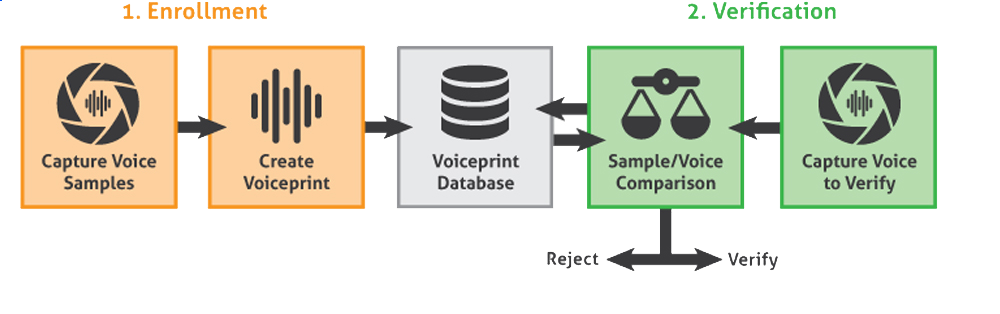 1. Enrollment
2. Verification
Capture Voice
Samples
Create
Voiceprint
Voiceprint
Database
Sample/Voice
Comparison
Capture Voice
to Verify
Reject
Verify